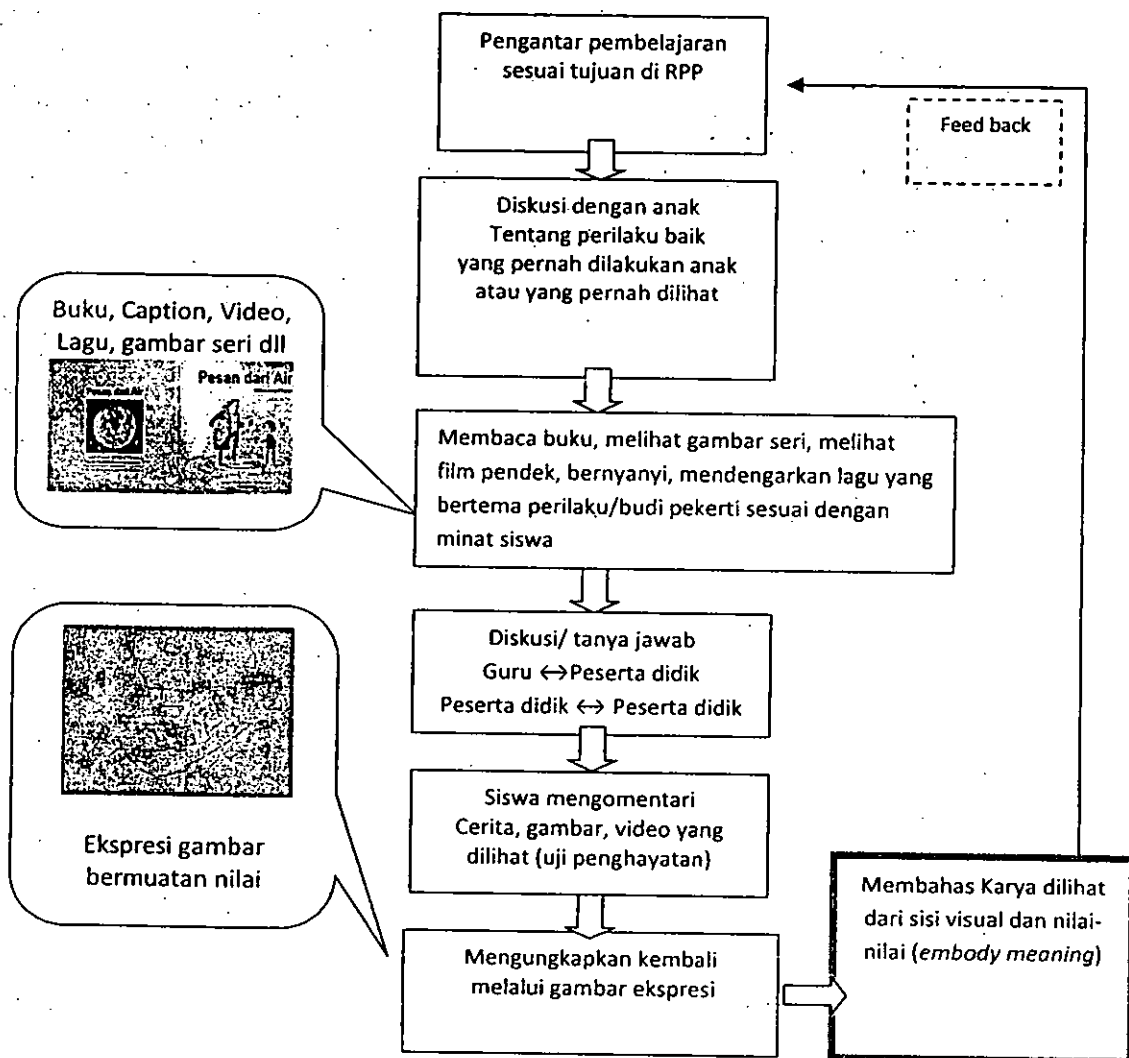 Pengantar pembelajaran
sesuai tujuan di RPP
Feed back
Diskusi dengan anak
Tentang perilaku baik
yang pernah dilakukan anak
atau yang pernah dilihat
Buku, Caption, Video,
Lagu, gambar seri dll
Pesan dari Air
Pesan dari Air
Membaca buku, melihat gambar seri, melihat
film pendek, bernyanyi, mendengarkan lagu yang
bertema perilaku/budi pekerti sesuai dengan
minat siswa
Diskusi/ tanya jawab
Guru ↔Peserta didik
Peserta didik ↔ Peserta didik
Siswa mengomentari
Cerita, gambar, video yang
dilihat (uji penghayatan)
Ekspresi gambar
bermuatan nilai
Mengungkapkan kembali
melalui gambar ekspresi
Membahas Karya dilihat
dari sisi visual dan nilai-
nilai (embody meaning)